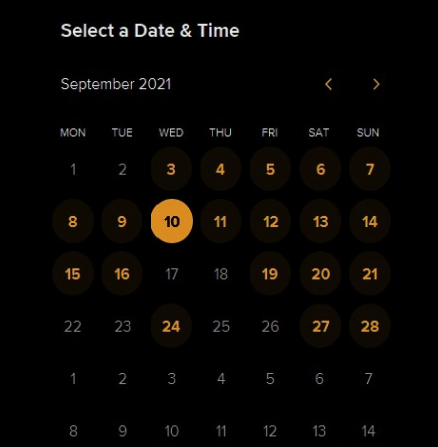 Select a Date & Time
September 2021
MON TUE WED THU FRI SAT SUN
1 2 3 4 5 6 7
8 9 10 11 12 13 14
15 16 17 18 19 20 21
22 23 24 25 26 27 28
1 2 3 4 5 6 7
8 9 10 11 12 13 14